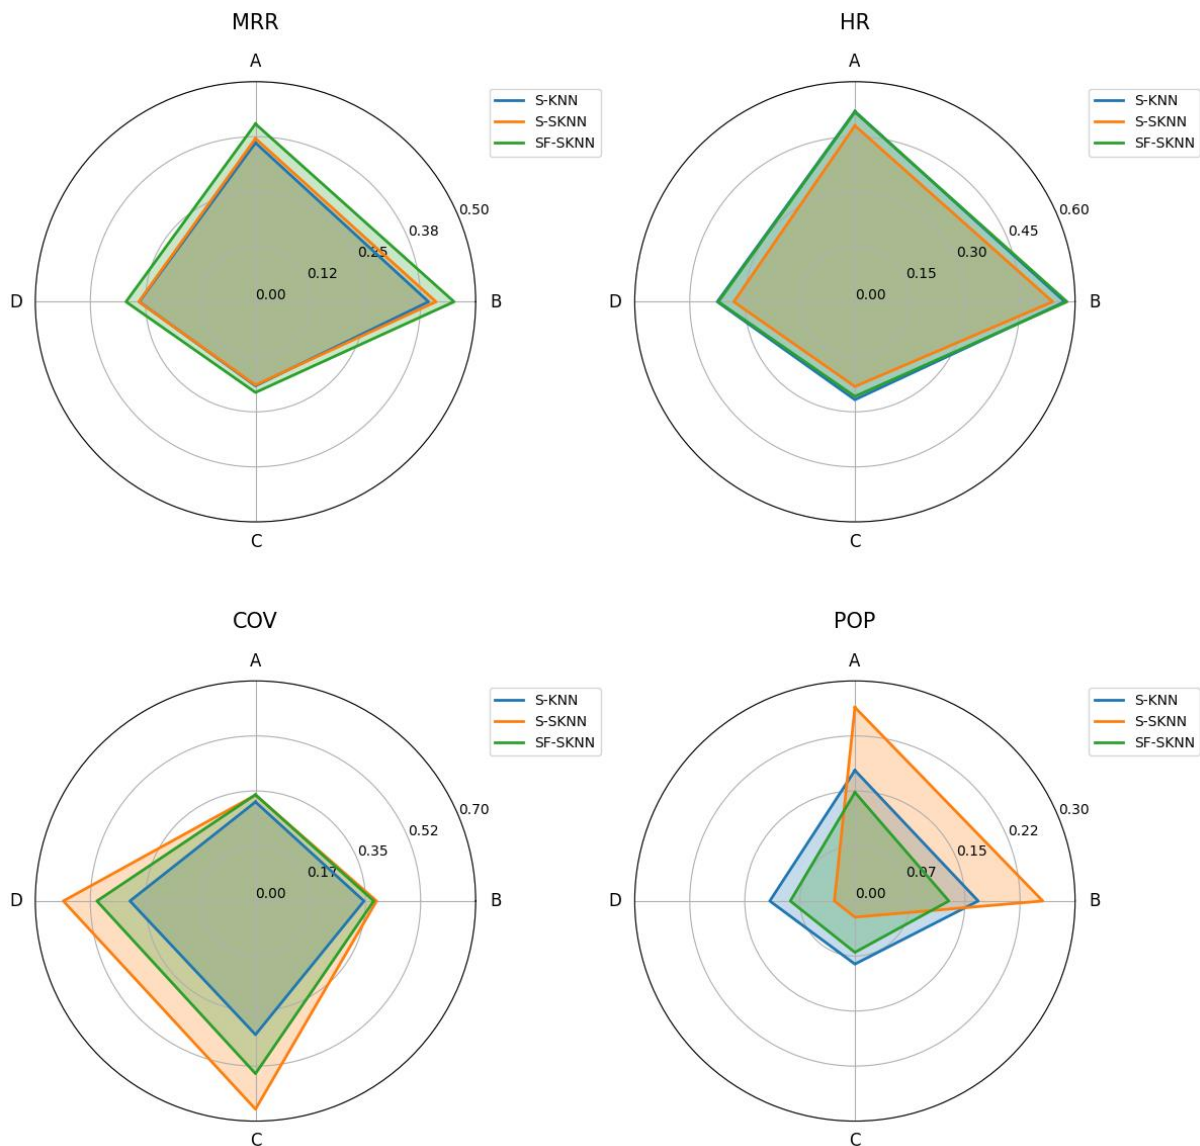 MRR
A
S-KNN
S-SKNN
SF-SKNN
0.50
0.38
0.25
0.12
0.00
D
B
C
HR
A
S-KNN
S-SKNN
SF-SKNN
0.60
0.45
0.30
0.15
0.00
D
B
C
COV
A
S-KNN
S-SKNN
SF-SKNN
0.70
0.52
0.35
0.17
0.00
D
B
C
POP
A
S-KNN
S-SKNN
SF-SKNN
0.30
0.22
0.15
0.07
0.00
D
B
C